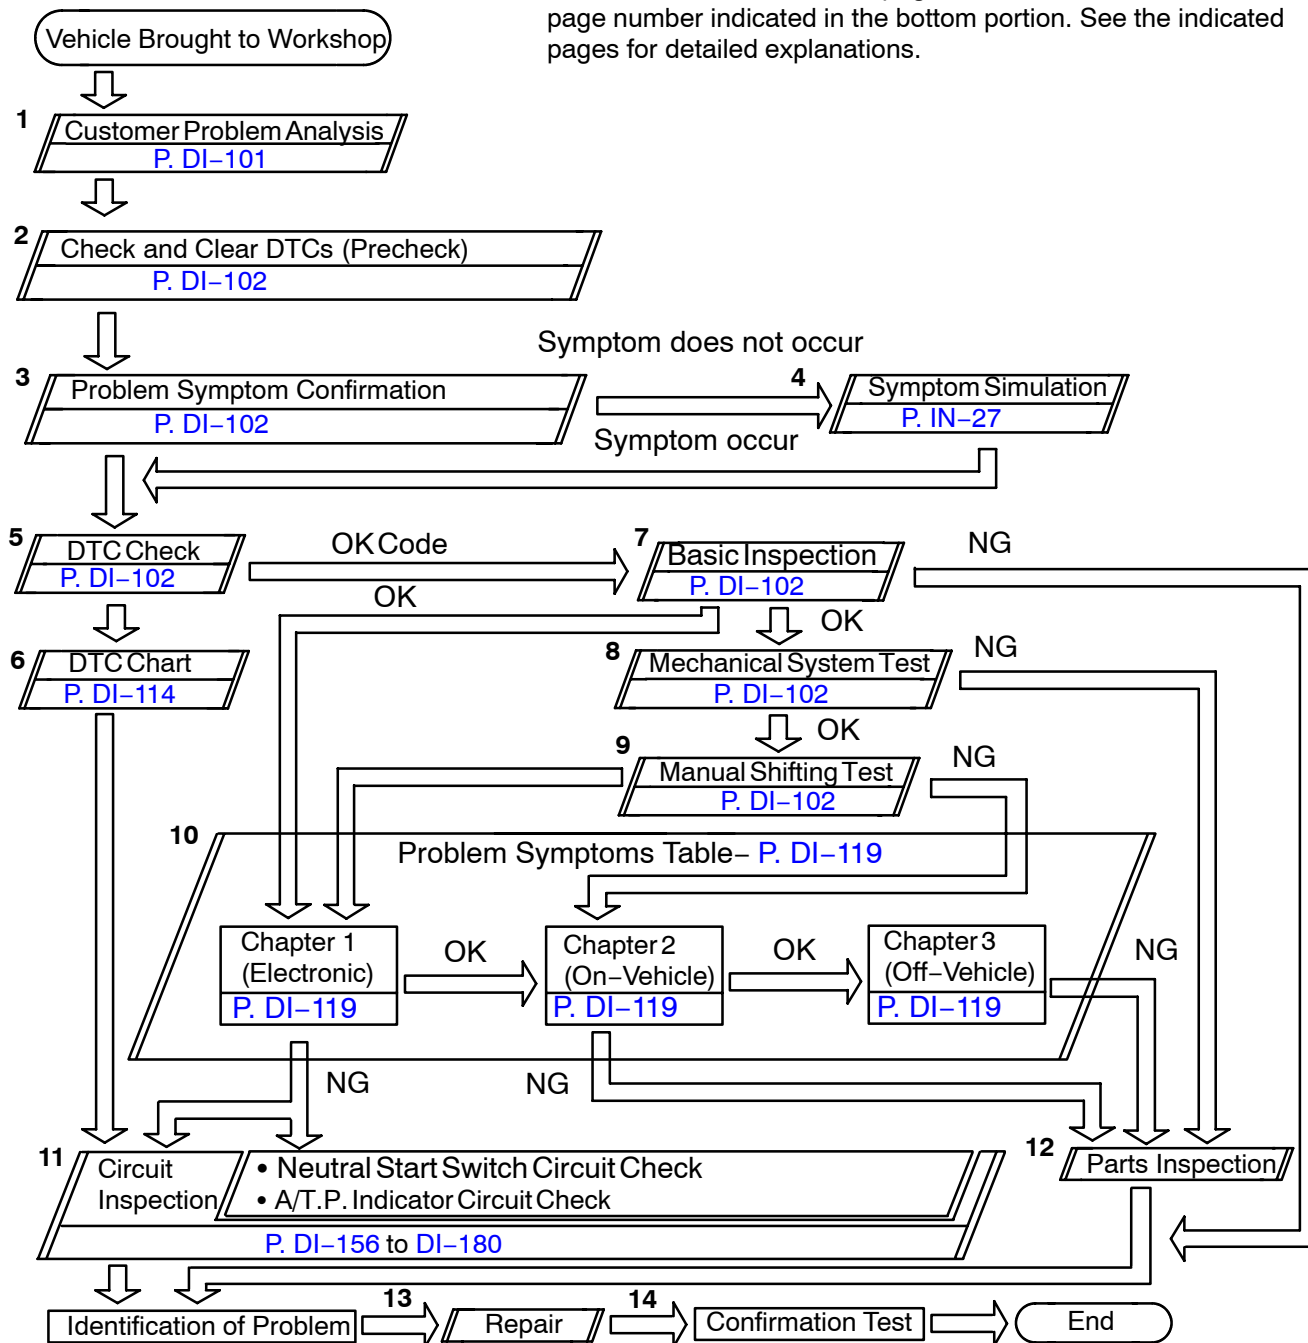 page number indicated in the bottom portion. See the indicated
pages for detailed explanations.
Vehicle Brought to Workshop
1
Customer Problem Analysis
P. DI–101
2
Check and Clear DTCs (Precheck)
P. DI–102
Symptom does not occur
3
Problem Symptom Confirmation
P. DI–102
4
Symptom Simulation
P. IN–27
Symptom occur
5
DTC Check
P. DI–102
OK Code
7
Basic Inspection
P. DI–102
NG
OK
OK
6
DTC Chart
P. DI–114
8
Mechanical System Test
P. DI–102
NG
OK
9
Manual Shifting Test
P. DI–102
NG
10
Problem Symptoms Table– P. DI–119
Chapter 1
(Electronic)
P. DI–119
OK
Chapter 2
(On–Vehicle)
P. DI–119
OK
Chapter 3
(Off–Vehicle)
P. DI–119
NG
NG
NG
11
Circuit
Inspection
• Neutral Start Switch Circuit Check
• A/T.P. Indicator Circuit Check
P. DI–156 to DI–180
12
Parts Inspection
Identification of Problem
13
Repair
14
Confirmation Test
End